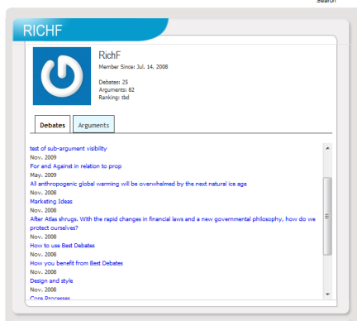 Search
RICHF
RichF
Member Since: Jul. 14, 2008
Debates: 25
Arguments: 82
Ranking: tbd
Debates
Arguments
test of sub-argument visibility
Nov. 2009
For and Against in relation to prop
May. 2009
All anthropogenic global warming will be overwhelmed by the next natural ice age
Nov. 2008
Marketing Ideas
Nov. 2008
After Atlas shrugs. With the rapid changes in financial laws and a new governmental philosophy, how do we
protect ourselves?
Nov. 2008
How to use Best Debates
Nov. 2008
How you benefit from Best Debates
Nov. 2008
Design and style
Nov. 2008
Core Processes